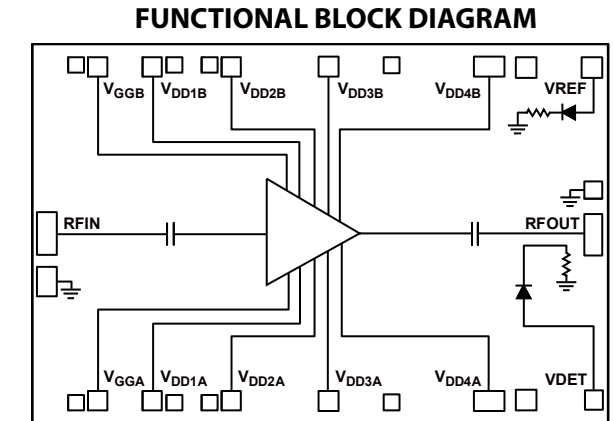 FUNCTIONAL BLOCK DIAGRAM
VGGB VDD1B VDD2B VDD3B VDD4B VREF
RFIN RFOUT
VGGA VDD1A VDD2A VDD3A VDD4A VDET